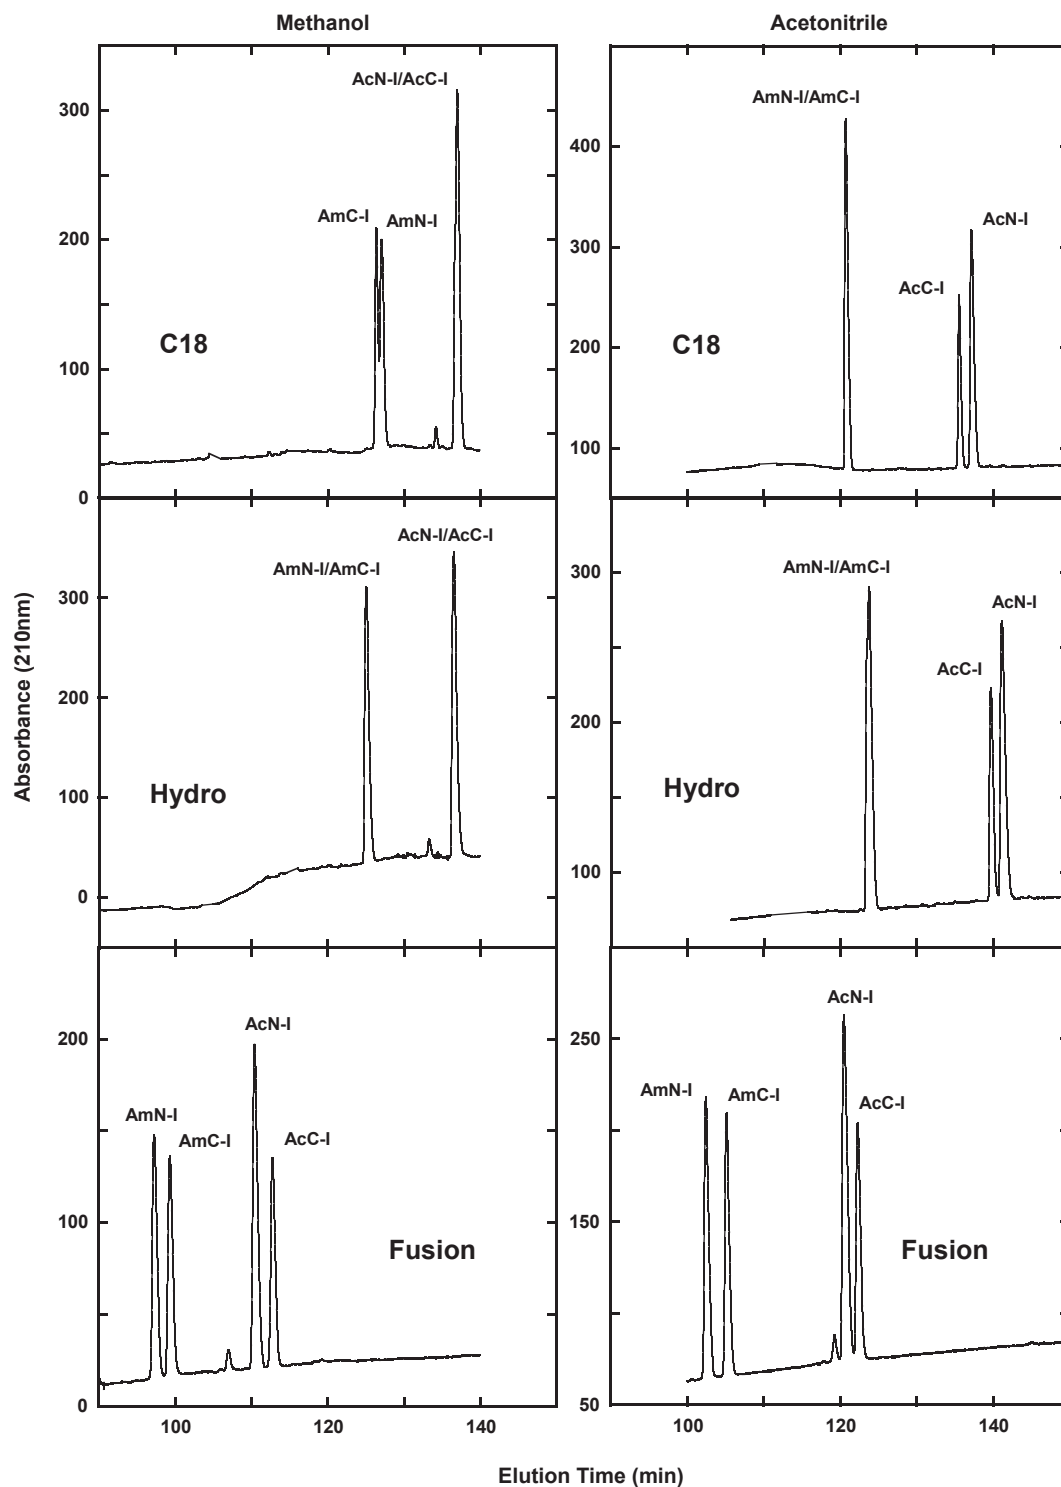 Methanol
Acetonitrile
AcN-I/AcC-I
300
AmC-I
AmN-I
200
C18
100
0
AmN-I/AmC-I
400
AcN-I
300
AcC-I
C18
200
100
AcN-I/AcC-I
AmN-I/AmC-I
300
200
Hydro
100
0
AmN-I/AmC-I
300
AcN-I
AcC-I
200
Hydro
100
Absorbance (210nm)
AcN-I
200
AmN-I
AmC-I
AcC-I
100
Fusion
0
100
120
140
AcN-I
250
AmN-I
AmC-I
AcC-I
150
Fusion
50
100
120
140
Elution Time (min)